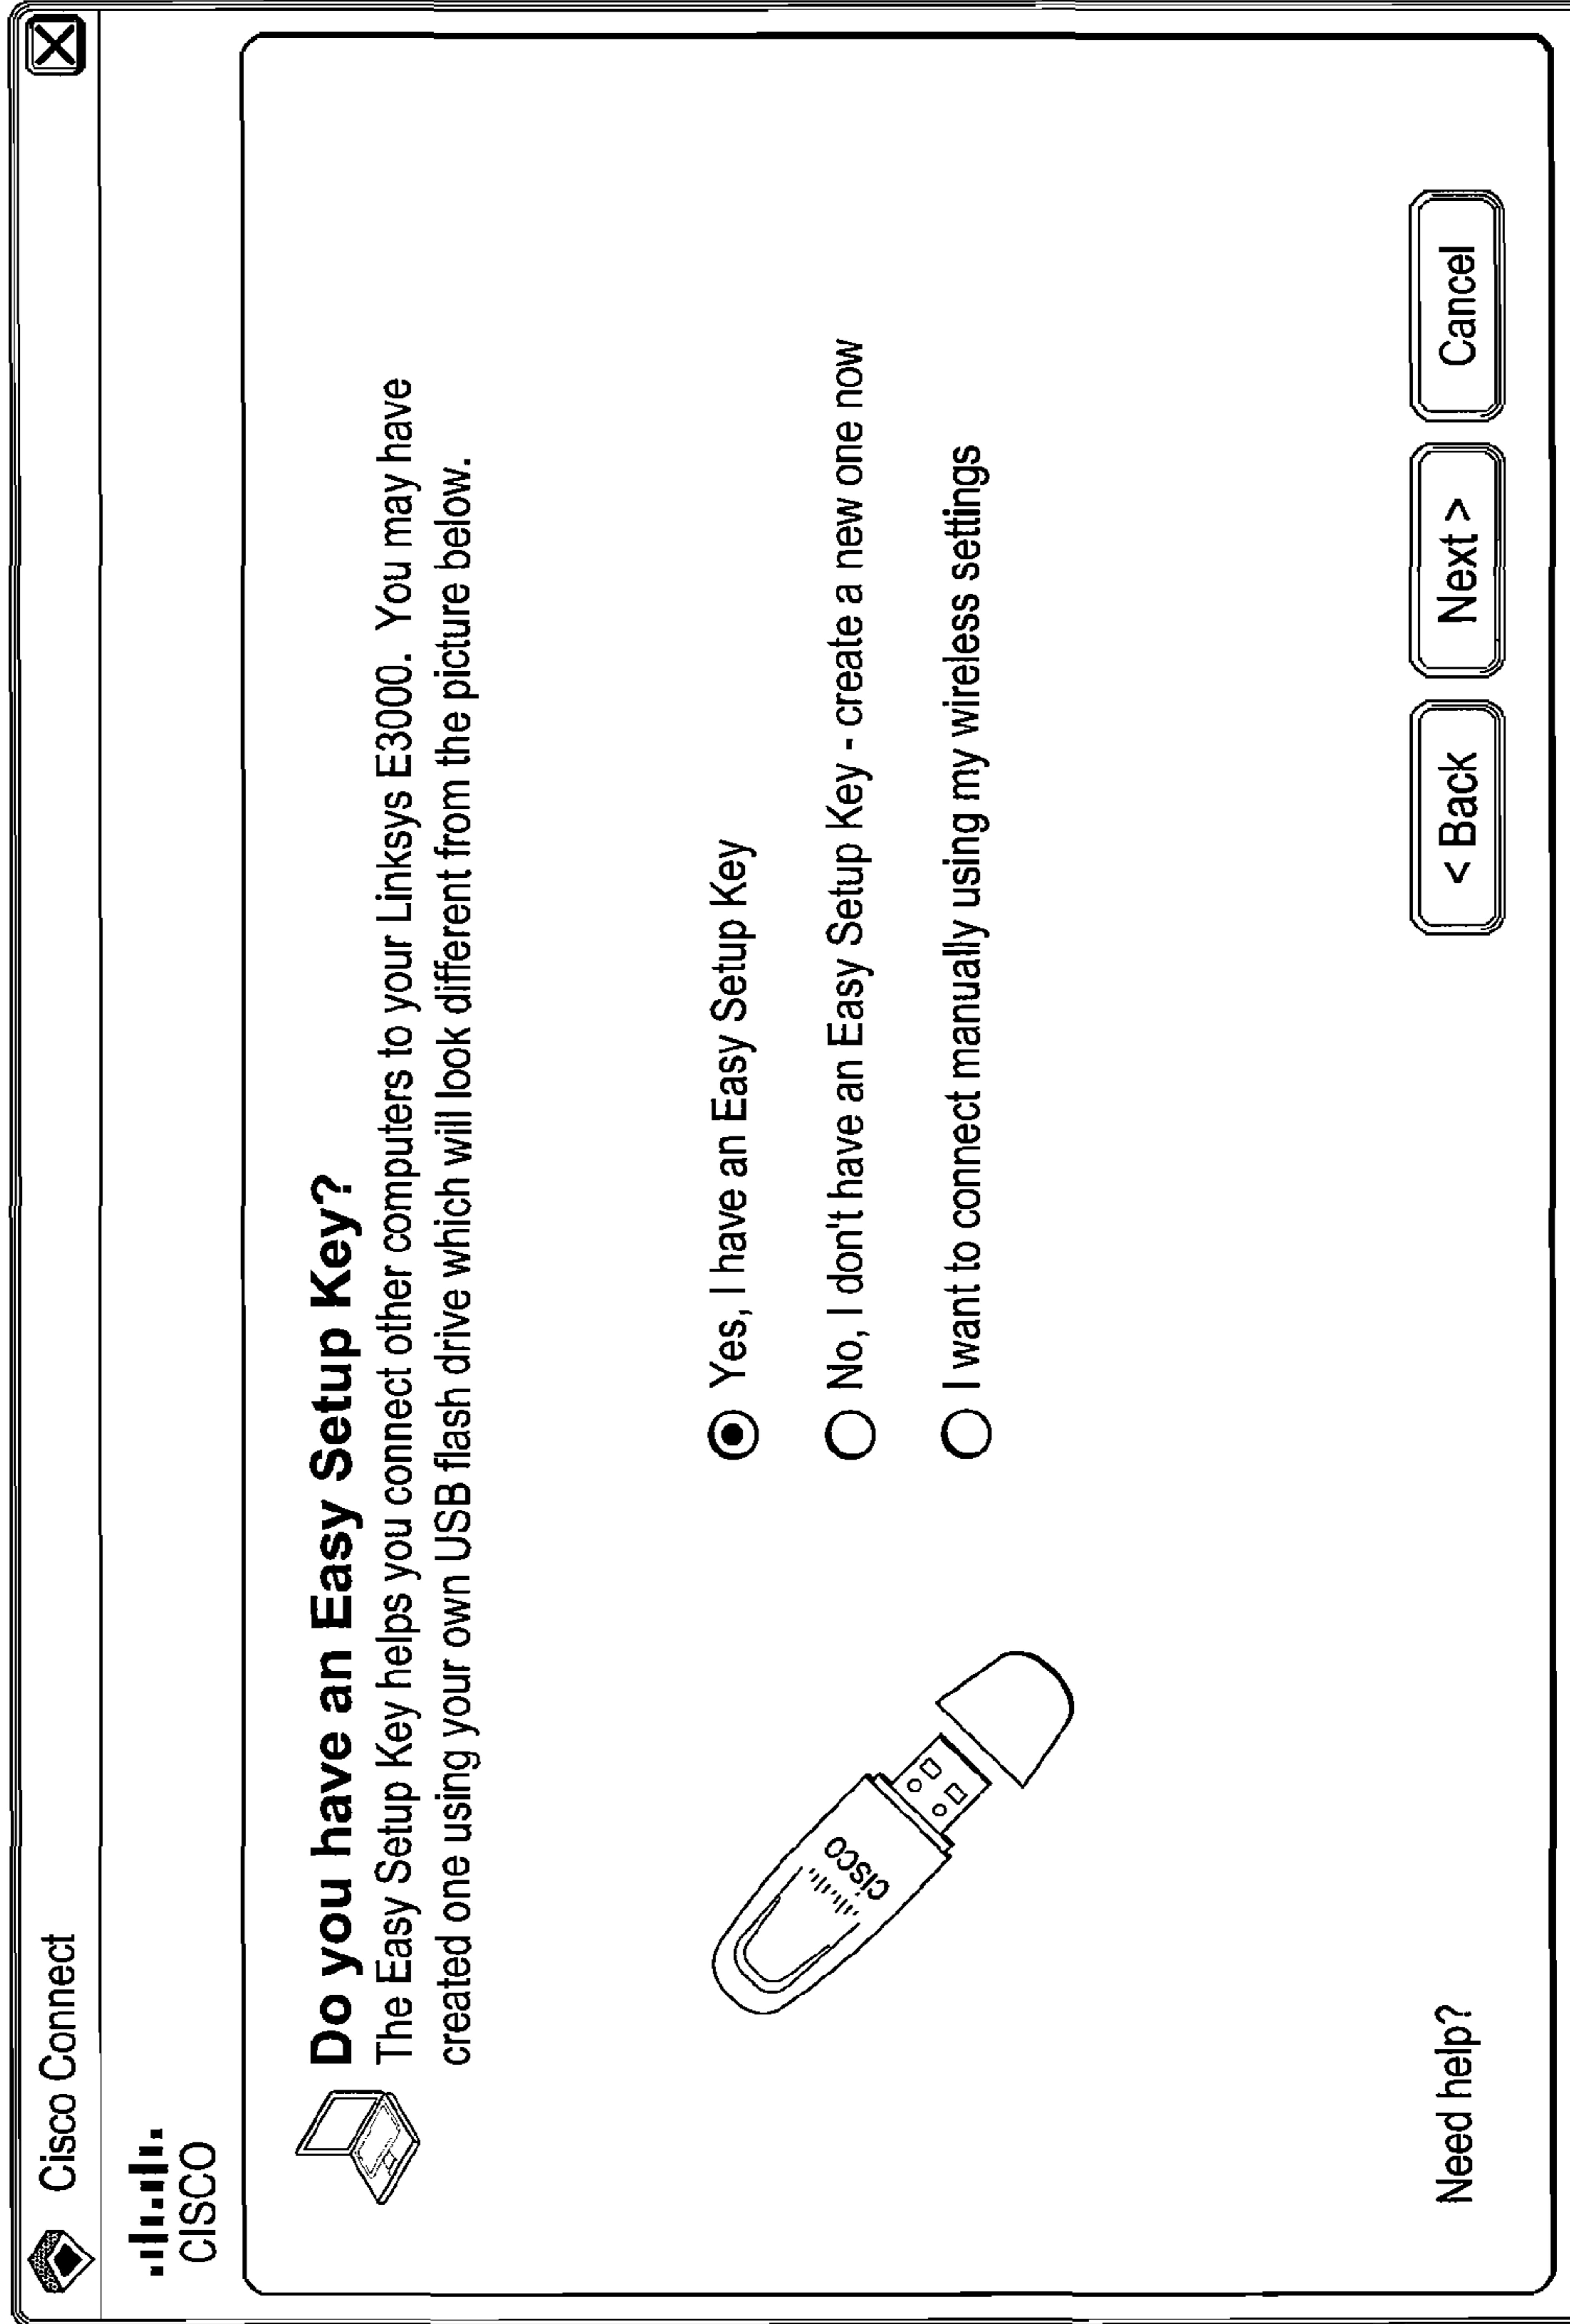 Cisco Connect
CISCO
Do you have an Easy Setup Key?
The Easy Setup Key helps you connect other computers to your Linksys E3000.  You may have
created one using your own USB flash drive which will look different from the picture below.
CISCO
Yes, I have an Easy Setup Key
No, I don't have an Easy Setup Key - create a new one now
I want to connect manually using my wireless settings
Need help?
< Back
Next >
Cancel